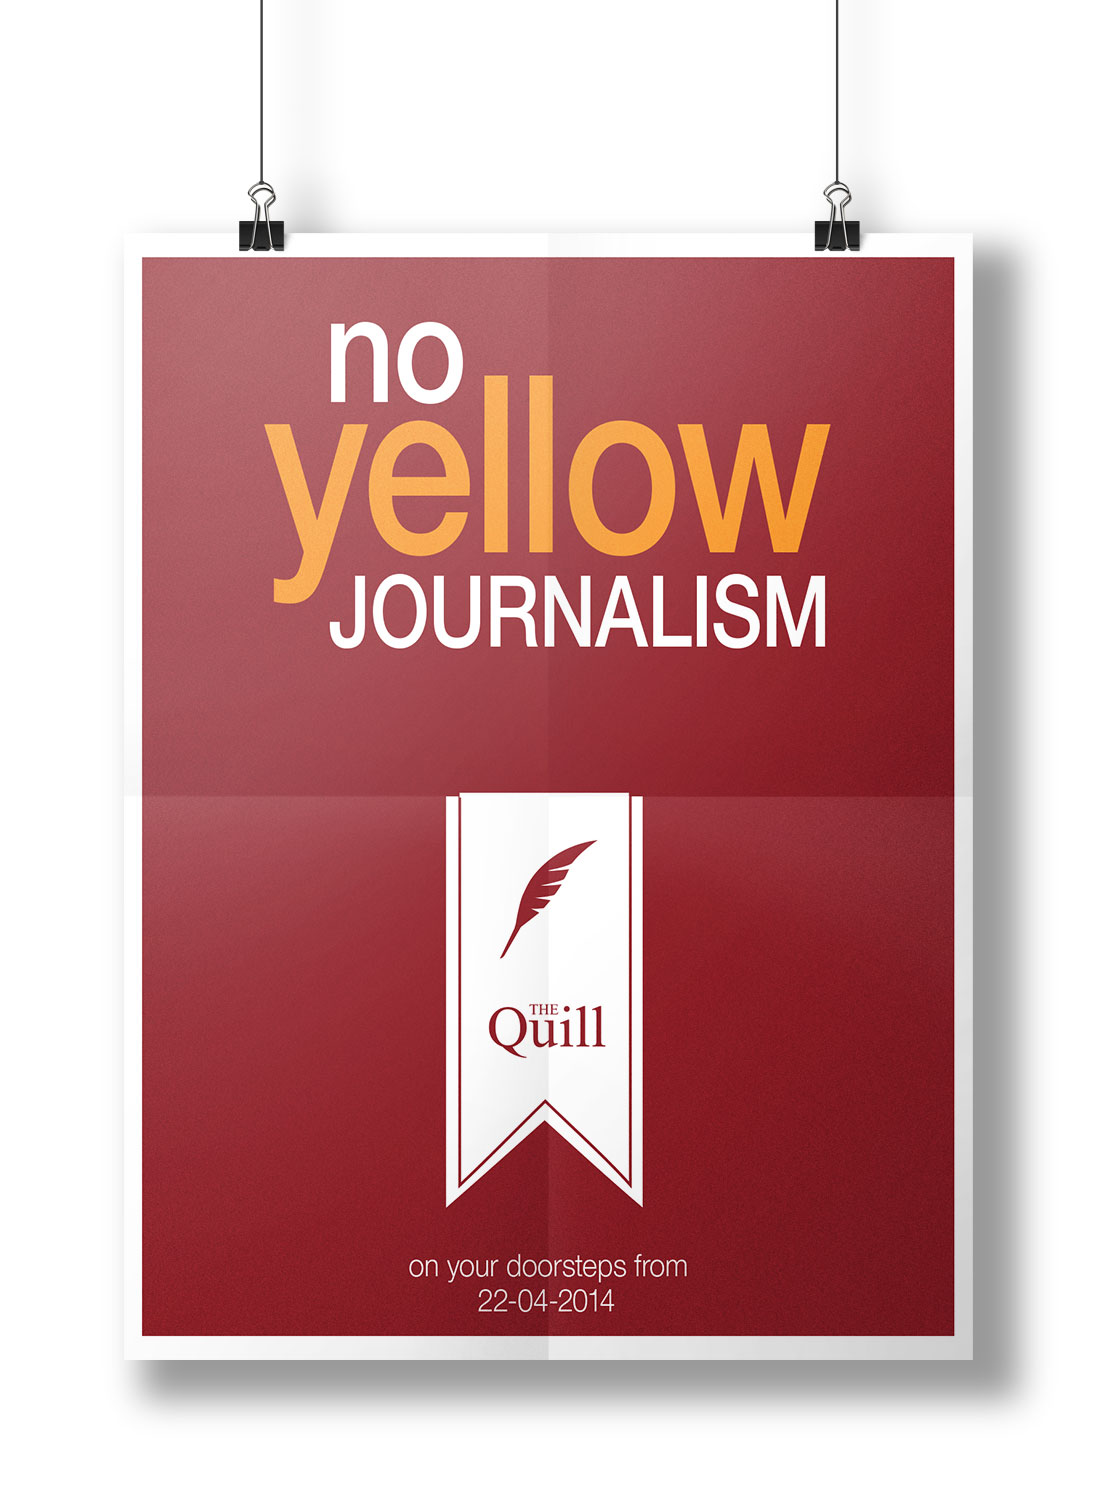 no
yellow
JOURNALISM
THE
Quill
on your doorsteps from
22-04-2014